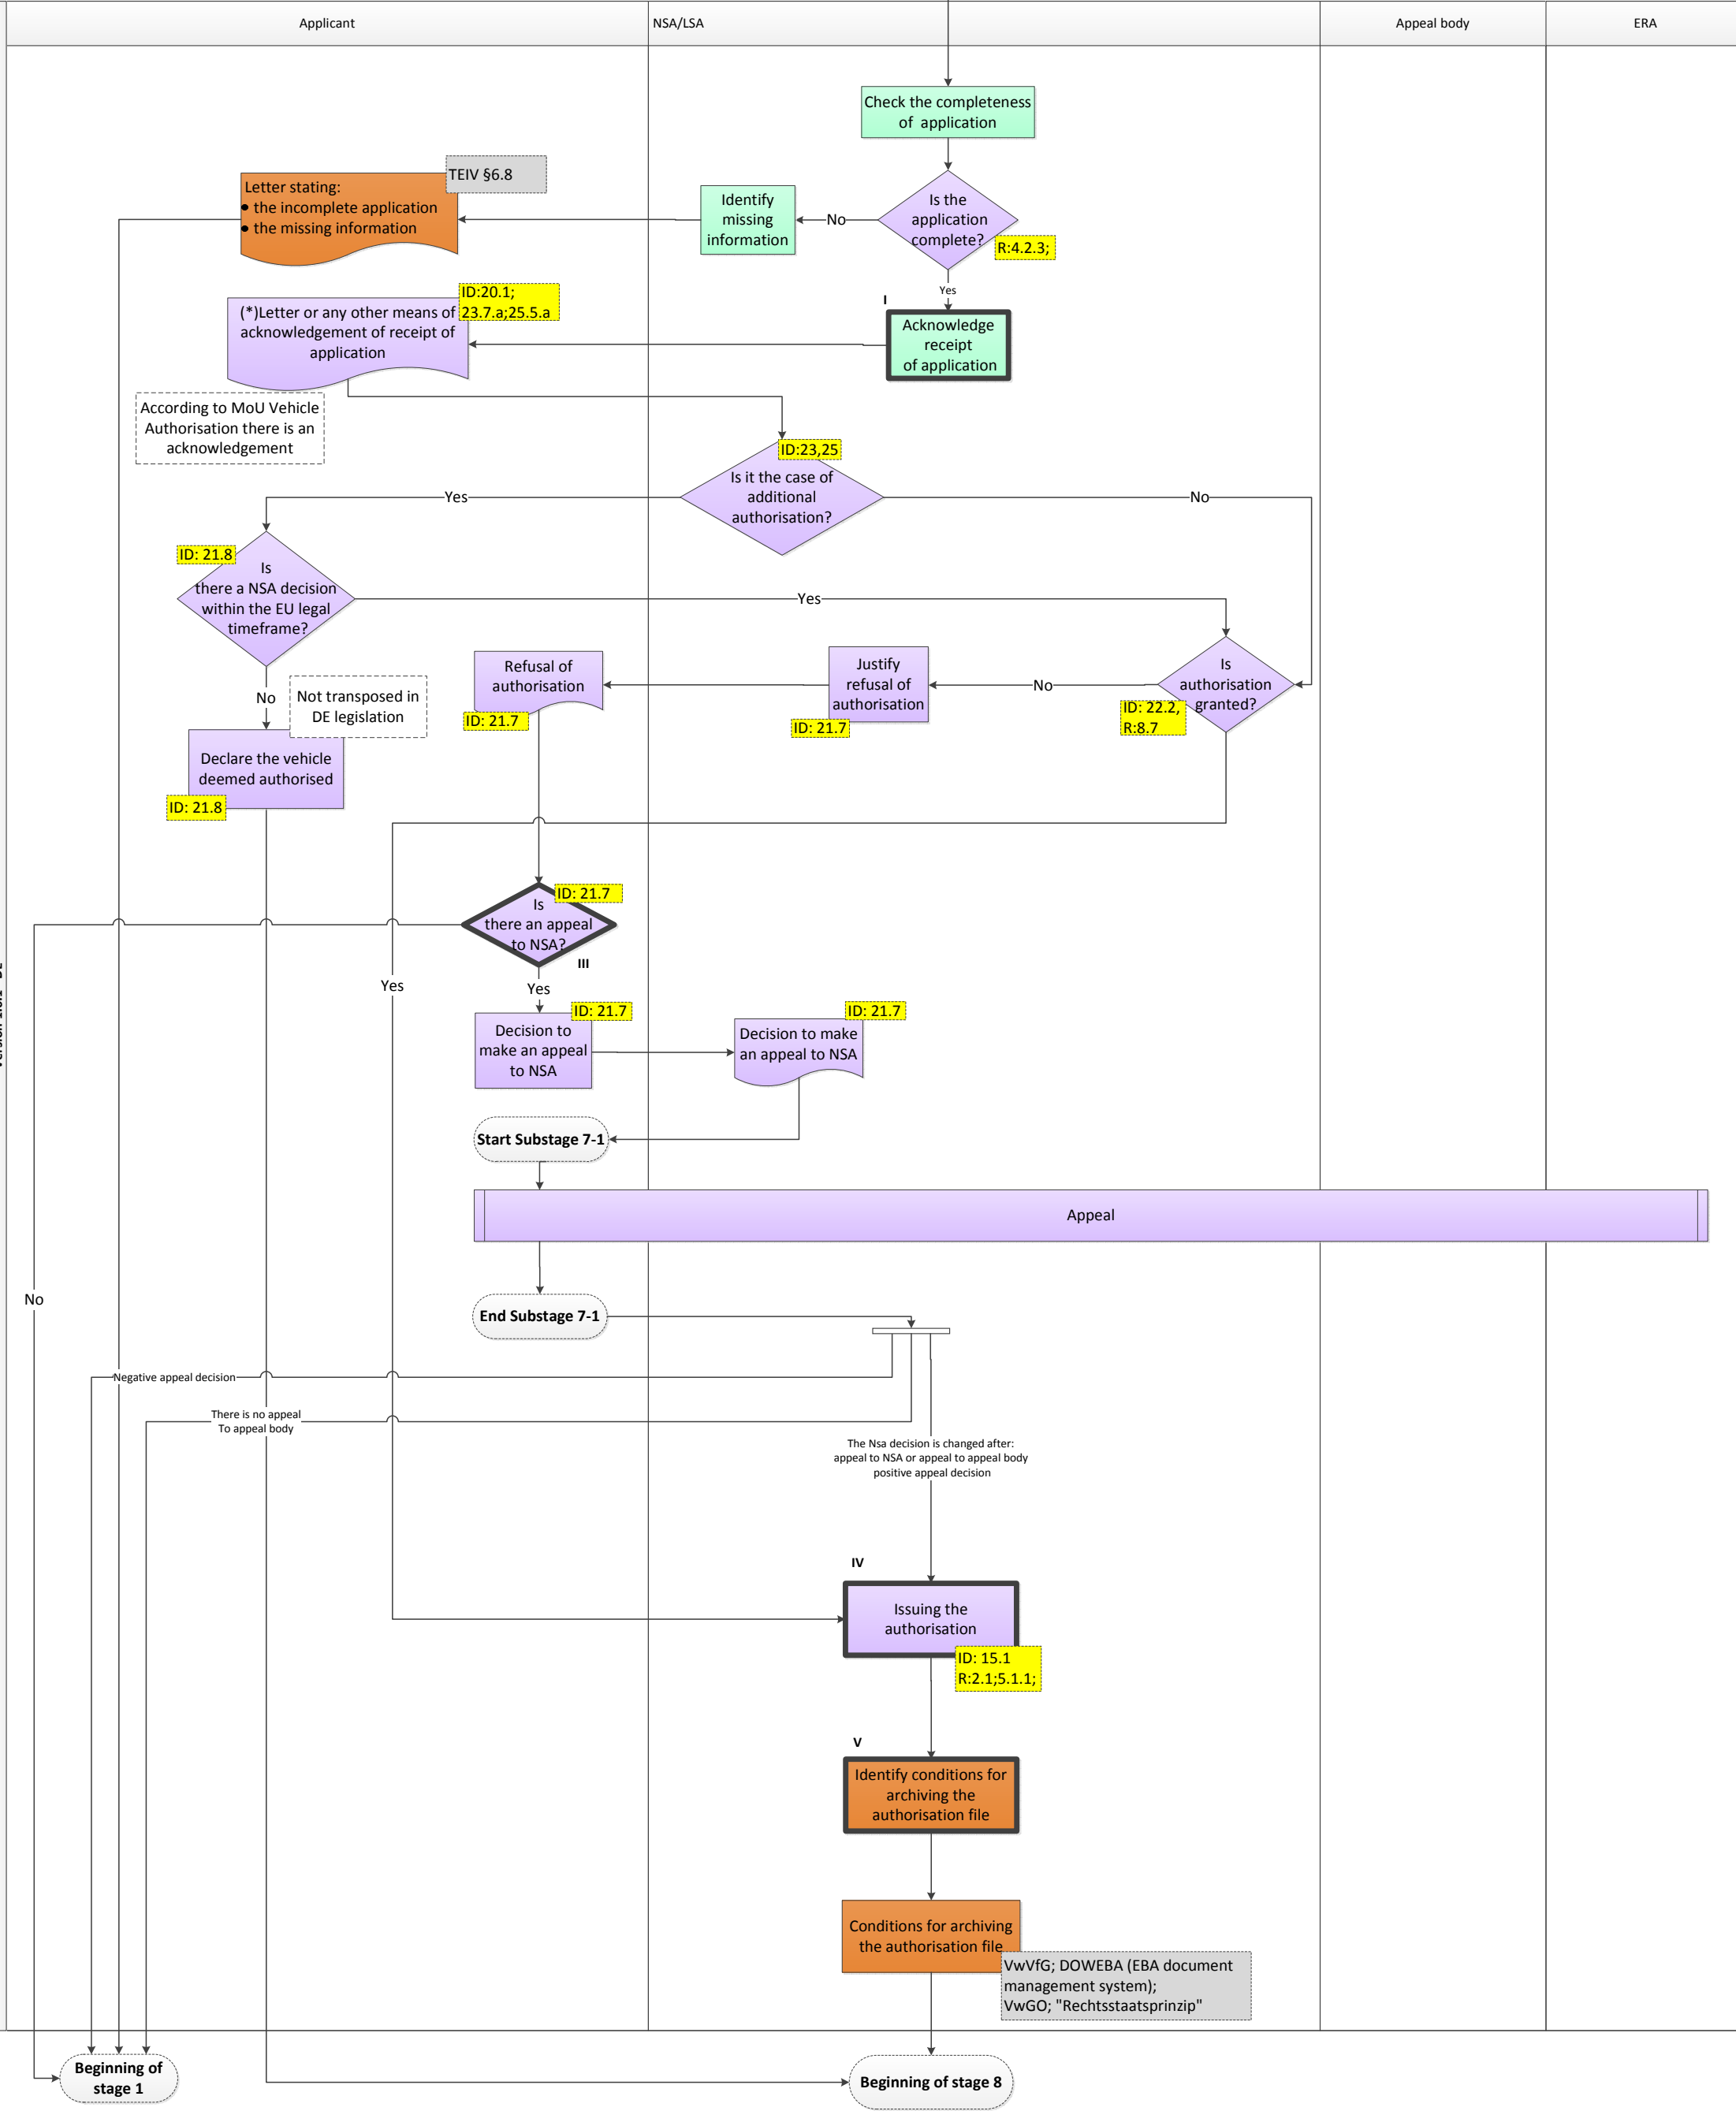 Applicant
NSA/LSA
Appeal body
ERA
Check the completeness
of application
TEIV §6.8
Letter stating:
• the incomplete application
• the missing information
Identify
missing
information
No
Is the
application
complete?
R:4.2.3;
Yes
I
ID:20.1;
23.7.a;25.5.a
(*)Letter or any other means of
acknowledgement of receipt of
application
Acknowledge
receipt
of application
According to MoU Vehicle
Authorisation there is an
acknowledgement
ID:23,25
Is it the case of
additional
authorisation?
Yes
No
ID: 21.8
Is
there a NSA decision
within the EU legal
timeframe?
Yes
No
Not transposed in
DE legislation
Refusal of
authorisation
ID: 21.7
Justify
refusal of
authorisation
ID: 21.7
No
Is
authorisation
granted?
ID: 22.2,
R:8.7
Declare the vehicle
deemed authorised
ID: 21.8
ID: 21.7
Is
there an appeal
to NSA?
III
Yes
Yes
ID: 21.7
Decision to
make an appeal
to NSA
ID: 21.7
Decision to make
an appeal to NSA
Start Substage 7-1
Appeal
No
End Substage 7-1
Negative appeal decision
There is no appeal
To appeal body
The Nsa decision is changed after:
appeal to NSA or appeal to appeal body
positive appeal decision
IV
Issuing the
authorisation
ID: 15.1
R:2.1;5.1.1;
V
Identify conditions for
archiving the
authorisation file
Conditions for archiving
the authorisation file
VwVfG; DOWEBA (EBA document
management system);
VwGO; "Rechtsstaatsprinzip"
Beginning of
stage 1
Beginning of stage 8